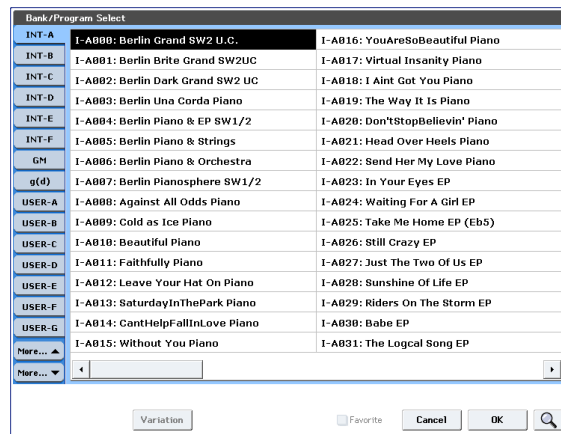 Bank/Program Select
INT-A
INT-B
INT-C
INT-D
INT-E
INT-F
GM
g(d)
USER-A
USER-B
USER-C
USER-D
USER-E
USER-F
USER-G
More...
More...
I-A000: Berlin Grand SW2 U.C.
I-A001: Berlin Brite Grand SW2UC
I-A002: Berlin Dark Grand SW2 UC
I-A003: Berlin Una Corda Piano
I-A004: Berlin Piano & EP SW1/2
I-A005: Berlin Piano & Strings
I-A006: Berlin Piano & Orchestra
I-A007: Berlin Pianosphere SW1/2
I-A008: Against All Odds Piano
I-A009: Cold as Ice Piano
I-A010: Beautiful Piano
I-A011: Faithfully Piano
I-A012: Leave Your Hat On Piano
I-A013: SaturdayInThePark Piano
I-A014: CantHelpFallInLove Piano
I-A015: Without You Piano
I-A016: YouAreSoBeautiful Piano
I-A017: Virtual Insanity Piano
I-A018: I Aint Got You Piano
I-A019: The Way It Is Piano
I-A020: Don'tStopBelievin' Piano
I-A021: Head Over Heels Piano
I-A022: Send Her My Love Piano
I-A023: In Your Eyes EP
I-A024: Waiting For A Girl EP
I-A025: Take Me Home EP (Eb5)
I-A026: Still Crazy EP
I-A027: Just The Two Of Us EP
I-A028: Sunshine Of Life EP
I-A029: Riders On The Storm EP
I-A030: Babe EP
I-A031: The Logcal Song EP
Variation
Favorite
Cancel
OK